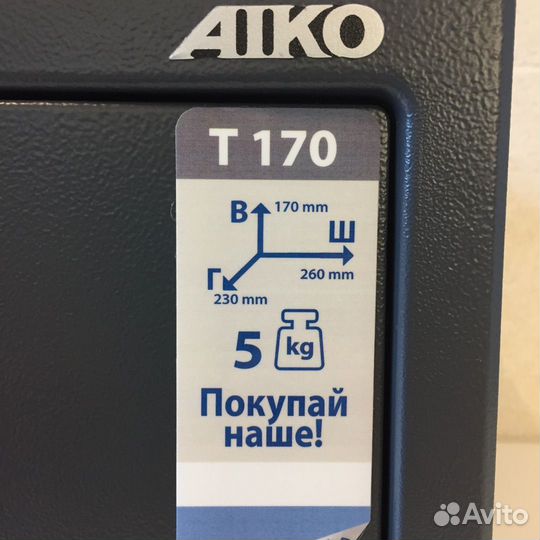 AIKO
T 170
В
170 mm
Ш
260 mm
Г
230 mm
5 kg
Покупай
наше!
Avito